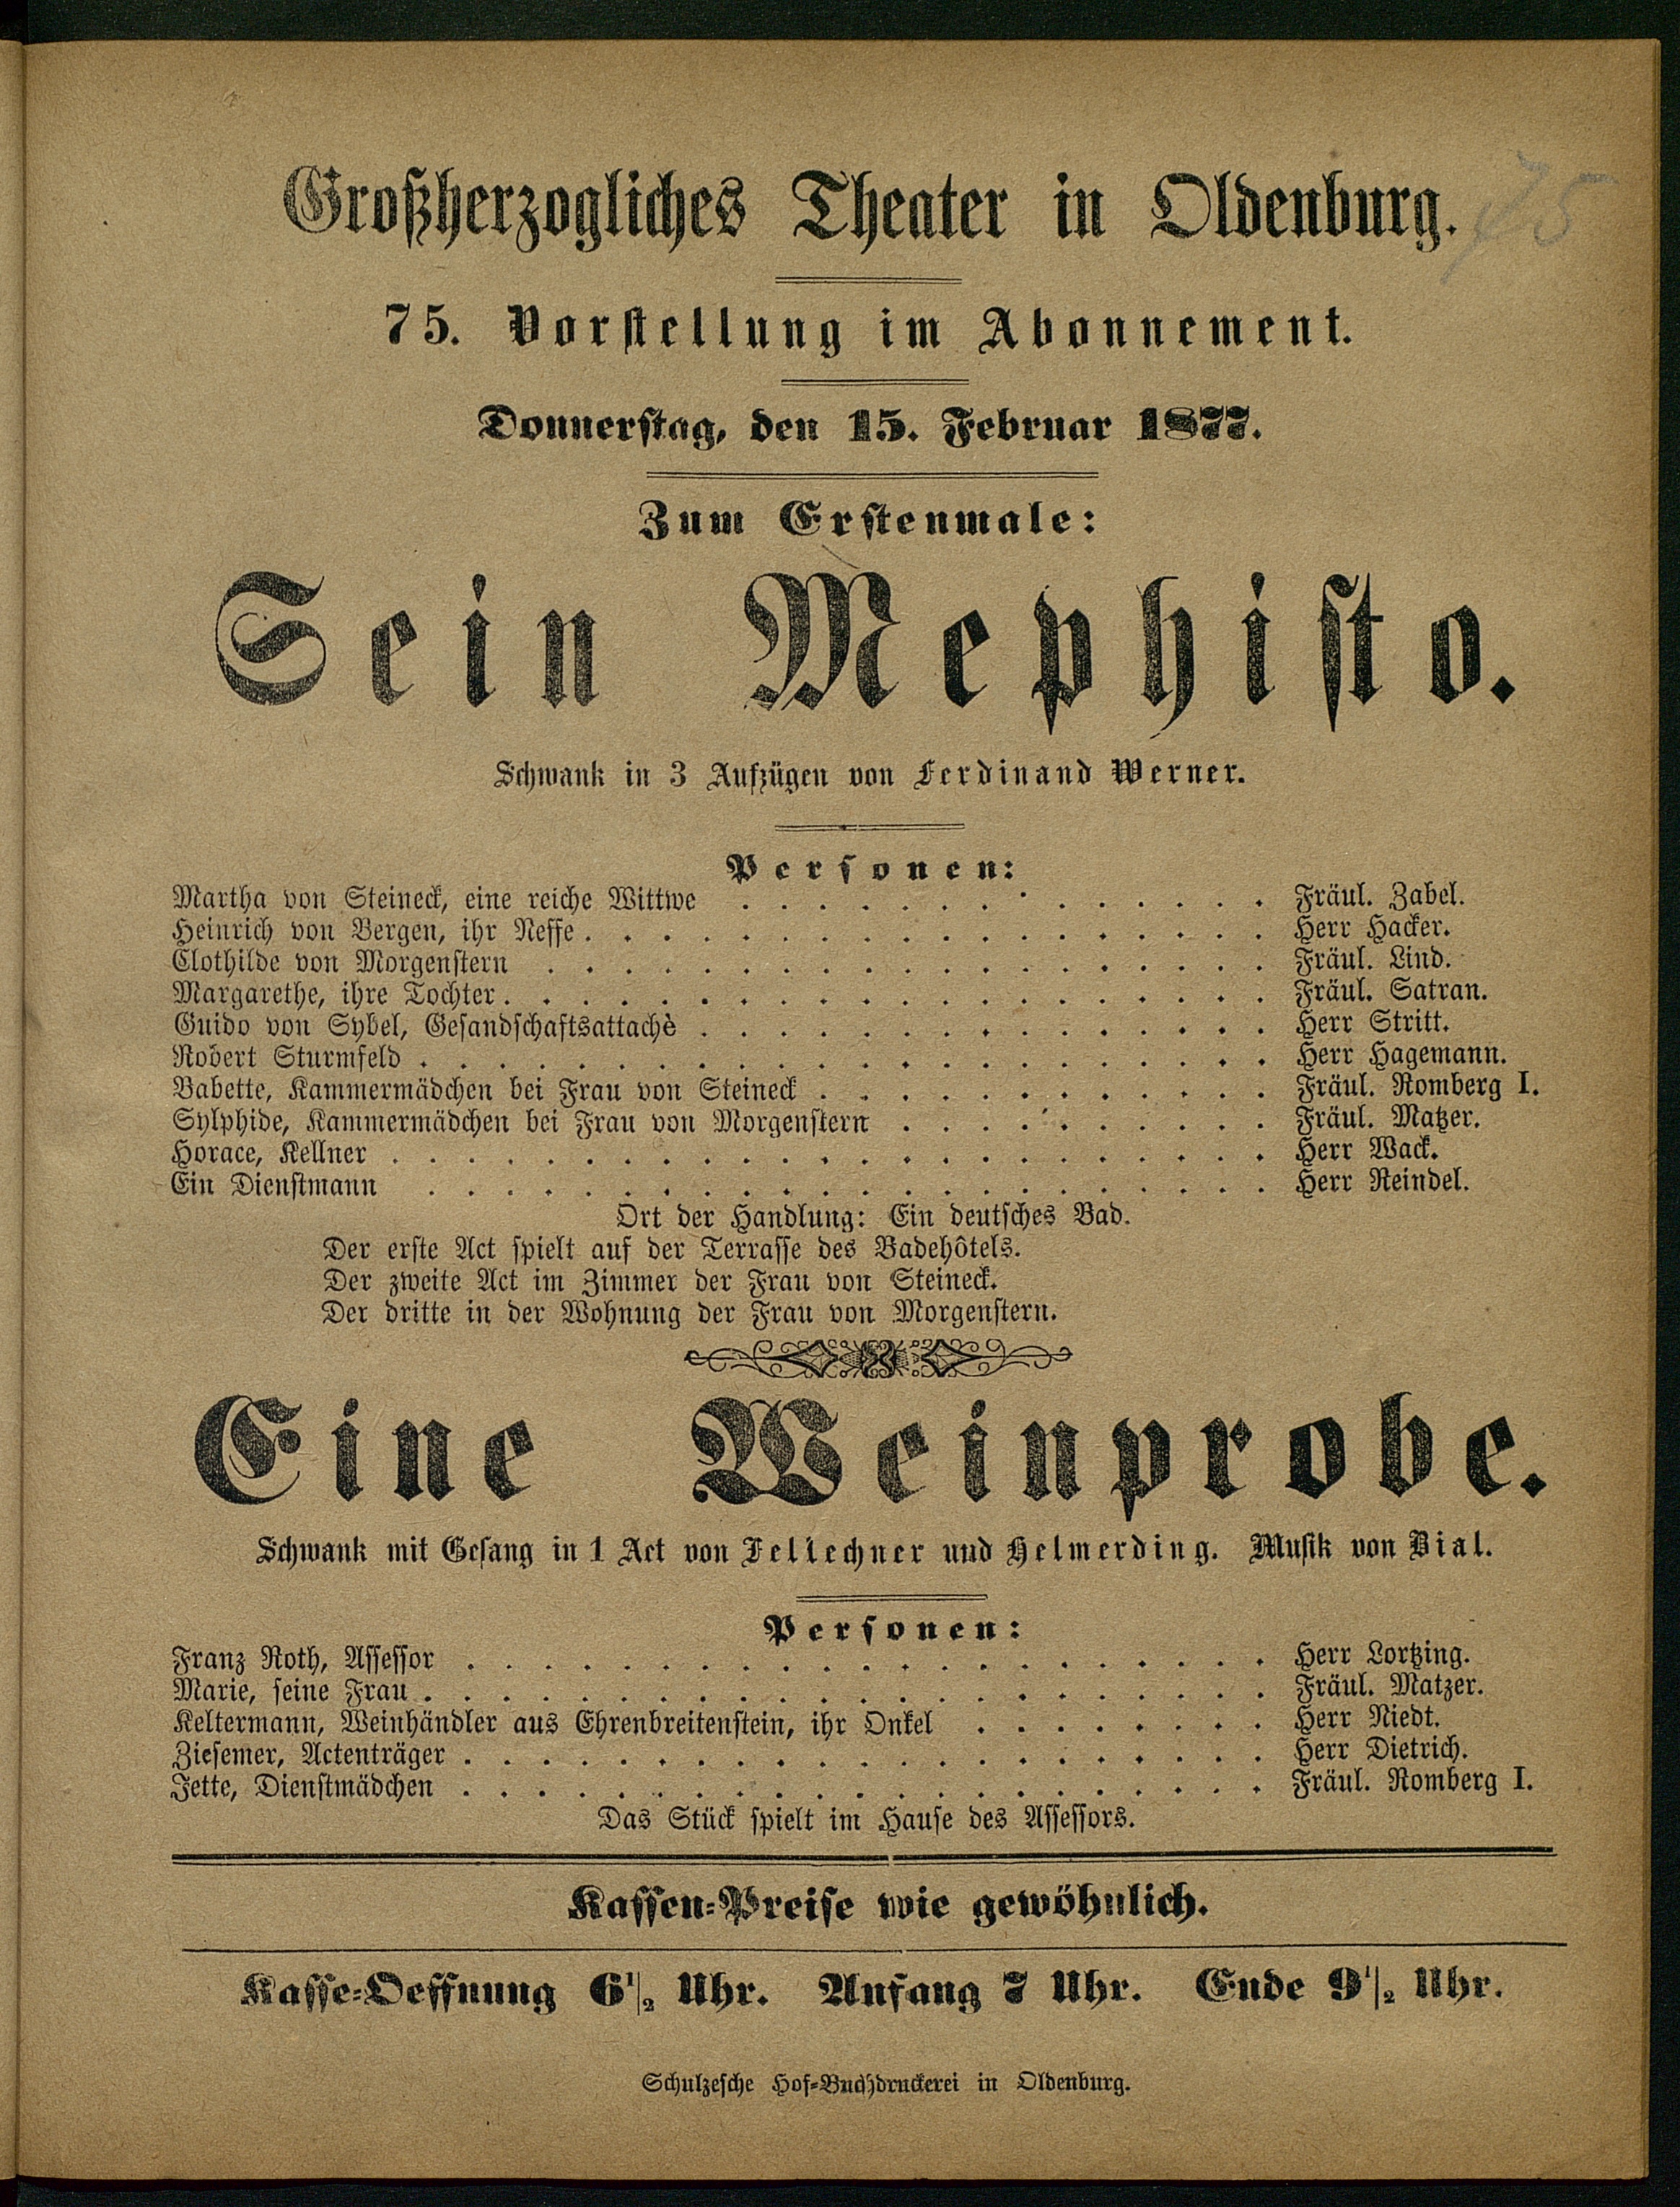 Großherzogliches Theater in Oldenburg.
75
75. Vorstellung im Abonnement.
Donnerstag, den 15. Februar 1877.
Zum Erstenmale:
Sein Mephisto.
Schwank in 3 Aufzügen von Ferdinand Werner.
Personen:
Martha von Steineck, eine reiche Wittwe . . . . . . . . . . . . . . Fräul. Zabel.
Heinrich von Bergen, ihr Neffe . . . . . . . . . . . . . . . . . . Herr Hacker.
Clothilde von Morgenstern . . . . . . . . . . . . . . . . . . . Fräul. Lind.
Margarethe, ihre Tochter . . . . . . . . . . . . . . . . . . . . Fräul. Satran.
Guido von Sybel, Gesandschaftsattachè . . . . . . . . . . . . . . . Herr Stritt.
Robert Sturmfeld . . . . . . . . . . . . . . . . . . . . . . Herr Hagemann.
Babette, Kammermädchen bei Frau von Steineck . . . . . . . . . . . . Fräul. Romberg I.
Sylphide, Kammermädchen bei Frau von Morgenstern . . . . . . . . . . Fräul. Matzer.
Horace, Kellner . . . . . . . . . . . . . . . . . . . . . . . Herr Wack.
Ein Dienstmann . . . . . . . . . . . . . . . . . . . . . . Herr Reindel.
Ort der Handlung: Ein deutsches Bad.
Der erste Act spielt auf der Terrasse des Badehôtels.
Der zweite Act im Zimmer der Frau von Steineck.
Der dritte in der Wohnung der Frau von Morgenstern.
Eine Weinprobe.
Schwank mit Gesang in 1 Act von Fellechner und Helmerding. Musik von Bial.
Personen:
Franz Roth, Assessor . . . . . . . . . . . . . . . . . . . . . Herr Lortzing.
Marie, seine Frau . . . . . . . . . . . . . . . . . . . . . . Fräul. Matzer.
Keltermann, Weinhändler aus Ehrenbreitenstein, ihr Onkel . . . . . . . . Herr Niedt.
Ziesemer, Actenträger . . . . . . . . . . . . . . . . . . . . . Herr Dietrich.
Jette, Dienstmädchen . . . . . . . . . . . . . . . . . . . . . Fräul. Romberg I.
Das Stück spielt im Hause des Assessors.
Kassen-Preise wie gewöhnlich.
Kasse-Oeffnung 6 1/2 Uhr. Anfang 7 Uhr. Ende 9 1/2 Uhr.
Schulzesche Hof-Buchdruckerei in Oldenburg.